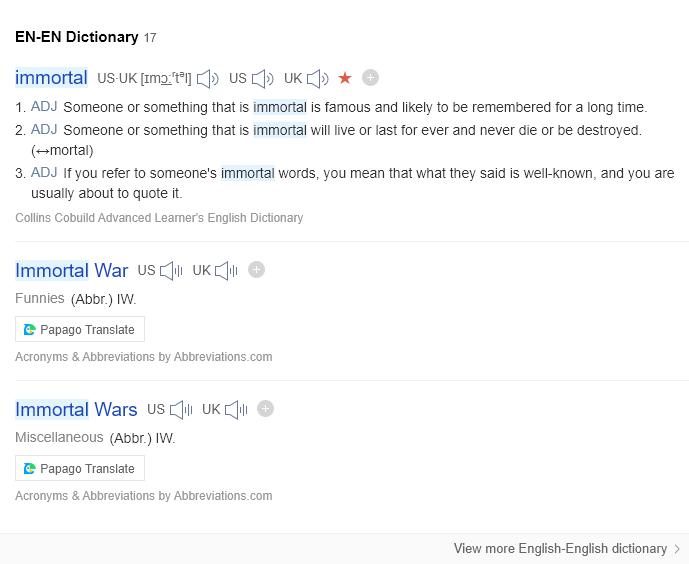 EN-EN Dictionary 17
immortal US·UK [ɪmɔːʳtᵊl] US UK
1. ADJ Someone or something that is immortal is famous and likely to be remembered for a long time.
2. ADJ Someone or something that is immortal will live or last for ever and never die or be destroyed.
(↔mortal)
3. ADJ If you refer to someone's immortal words, you mean that what they said is well-known, and you are
usually about to quote it.
Collins Cobuild Advanced Learner's English Dictionary
Immortal War US UK
Funnies (Abbr.) IW.
Papago Translate
Acronyms & Abbreviations by Abbreviations.com
Immortal Wars US UK
Miscellaneous (Abbr.) IW.
Papago Translate
Acronyms & Abbreviations by Abbreviations.com
View more English-English dictionary